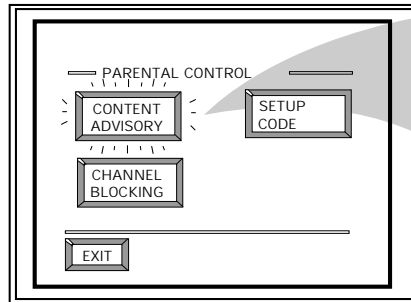 PARENTAL CONTROL
CONTENT
ADVISORY
SETUP
CODE
CHANNEL
BLOCKING
EXIT